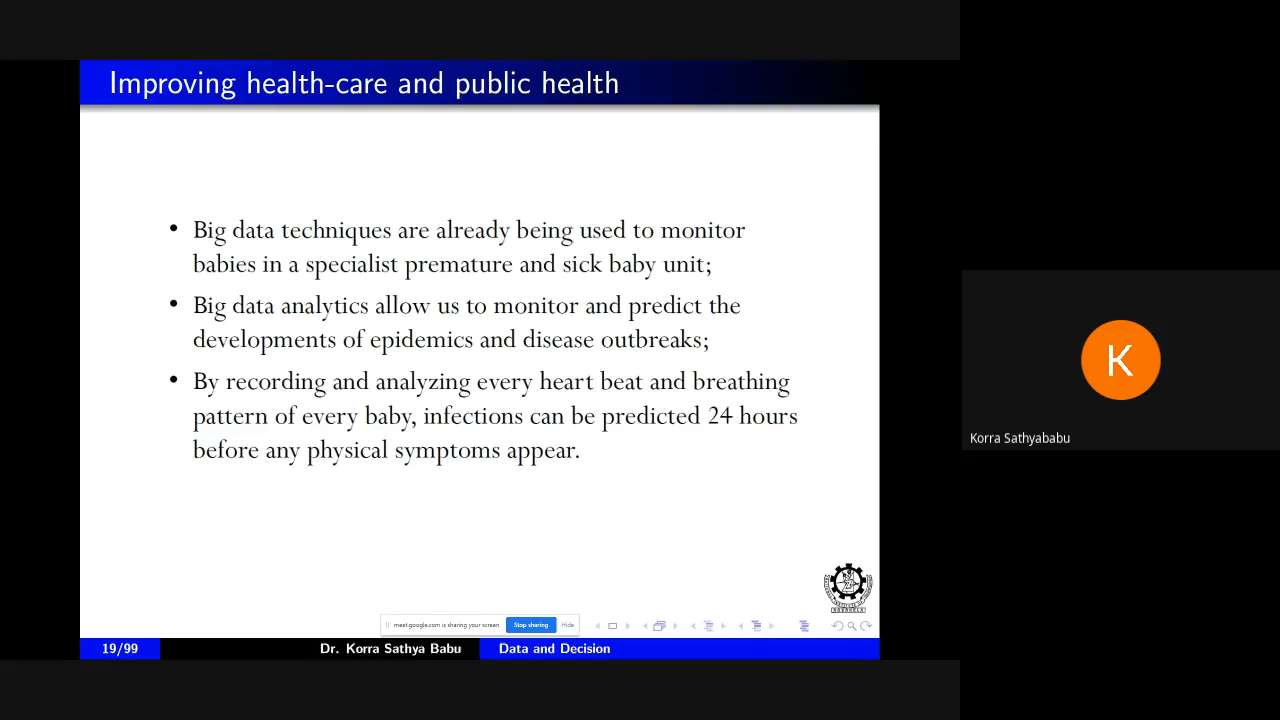 Improving health-care and public health
• Big data techniques are already being used to monitor
babies in a specialist premature and sick baby unit;
• Big data analytics allow us to monitor and predict the
developments of epidemics and disease outbreaks;
• By recording and analyzing every heart beat and breathing
pattern of every baby, infections can be predicted 24 hours
before any physical symptoms appear.
K
Korra Sathyababu
meet.google.com is sharing your screen.
Stop sharing
Hide
19/99
Dr. Korra Sathya Babu
Data and Decision